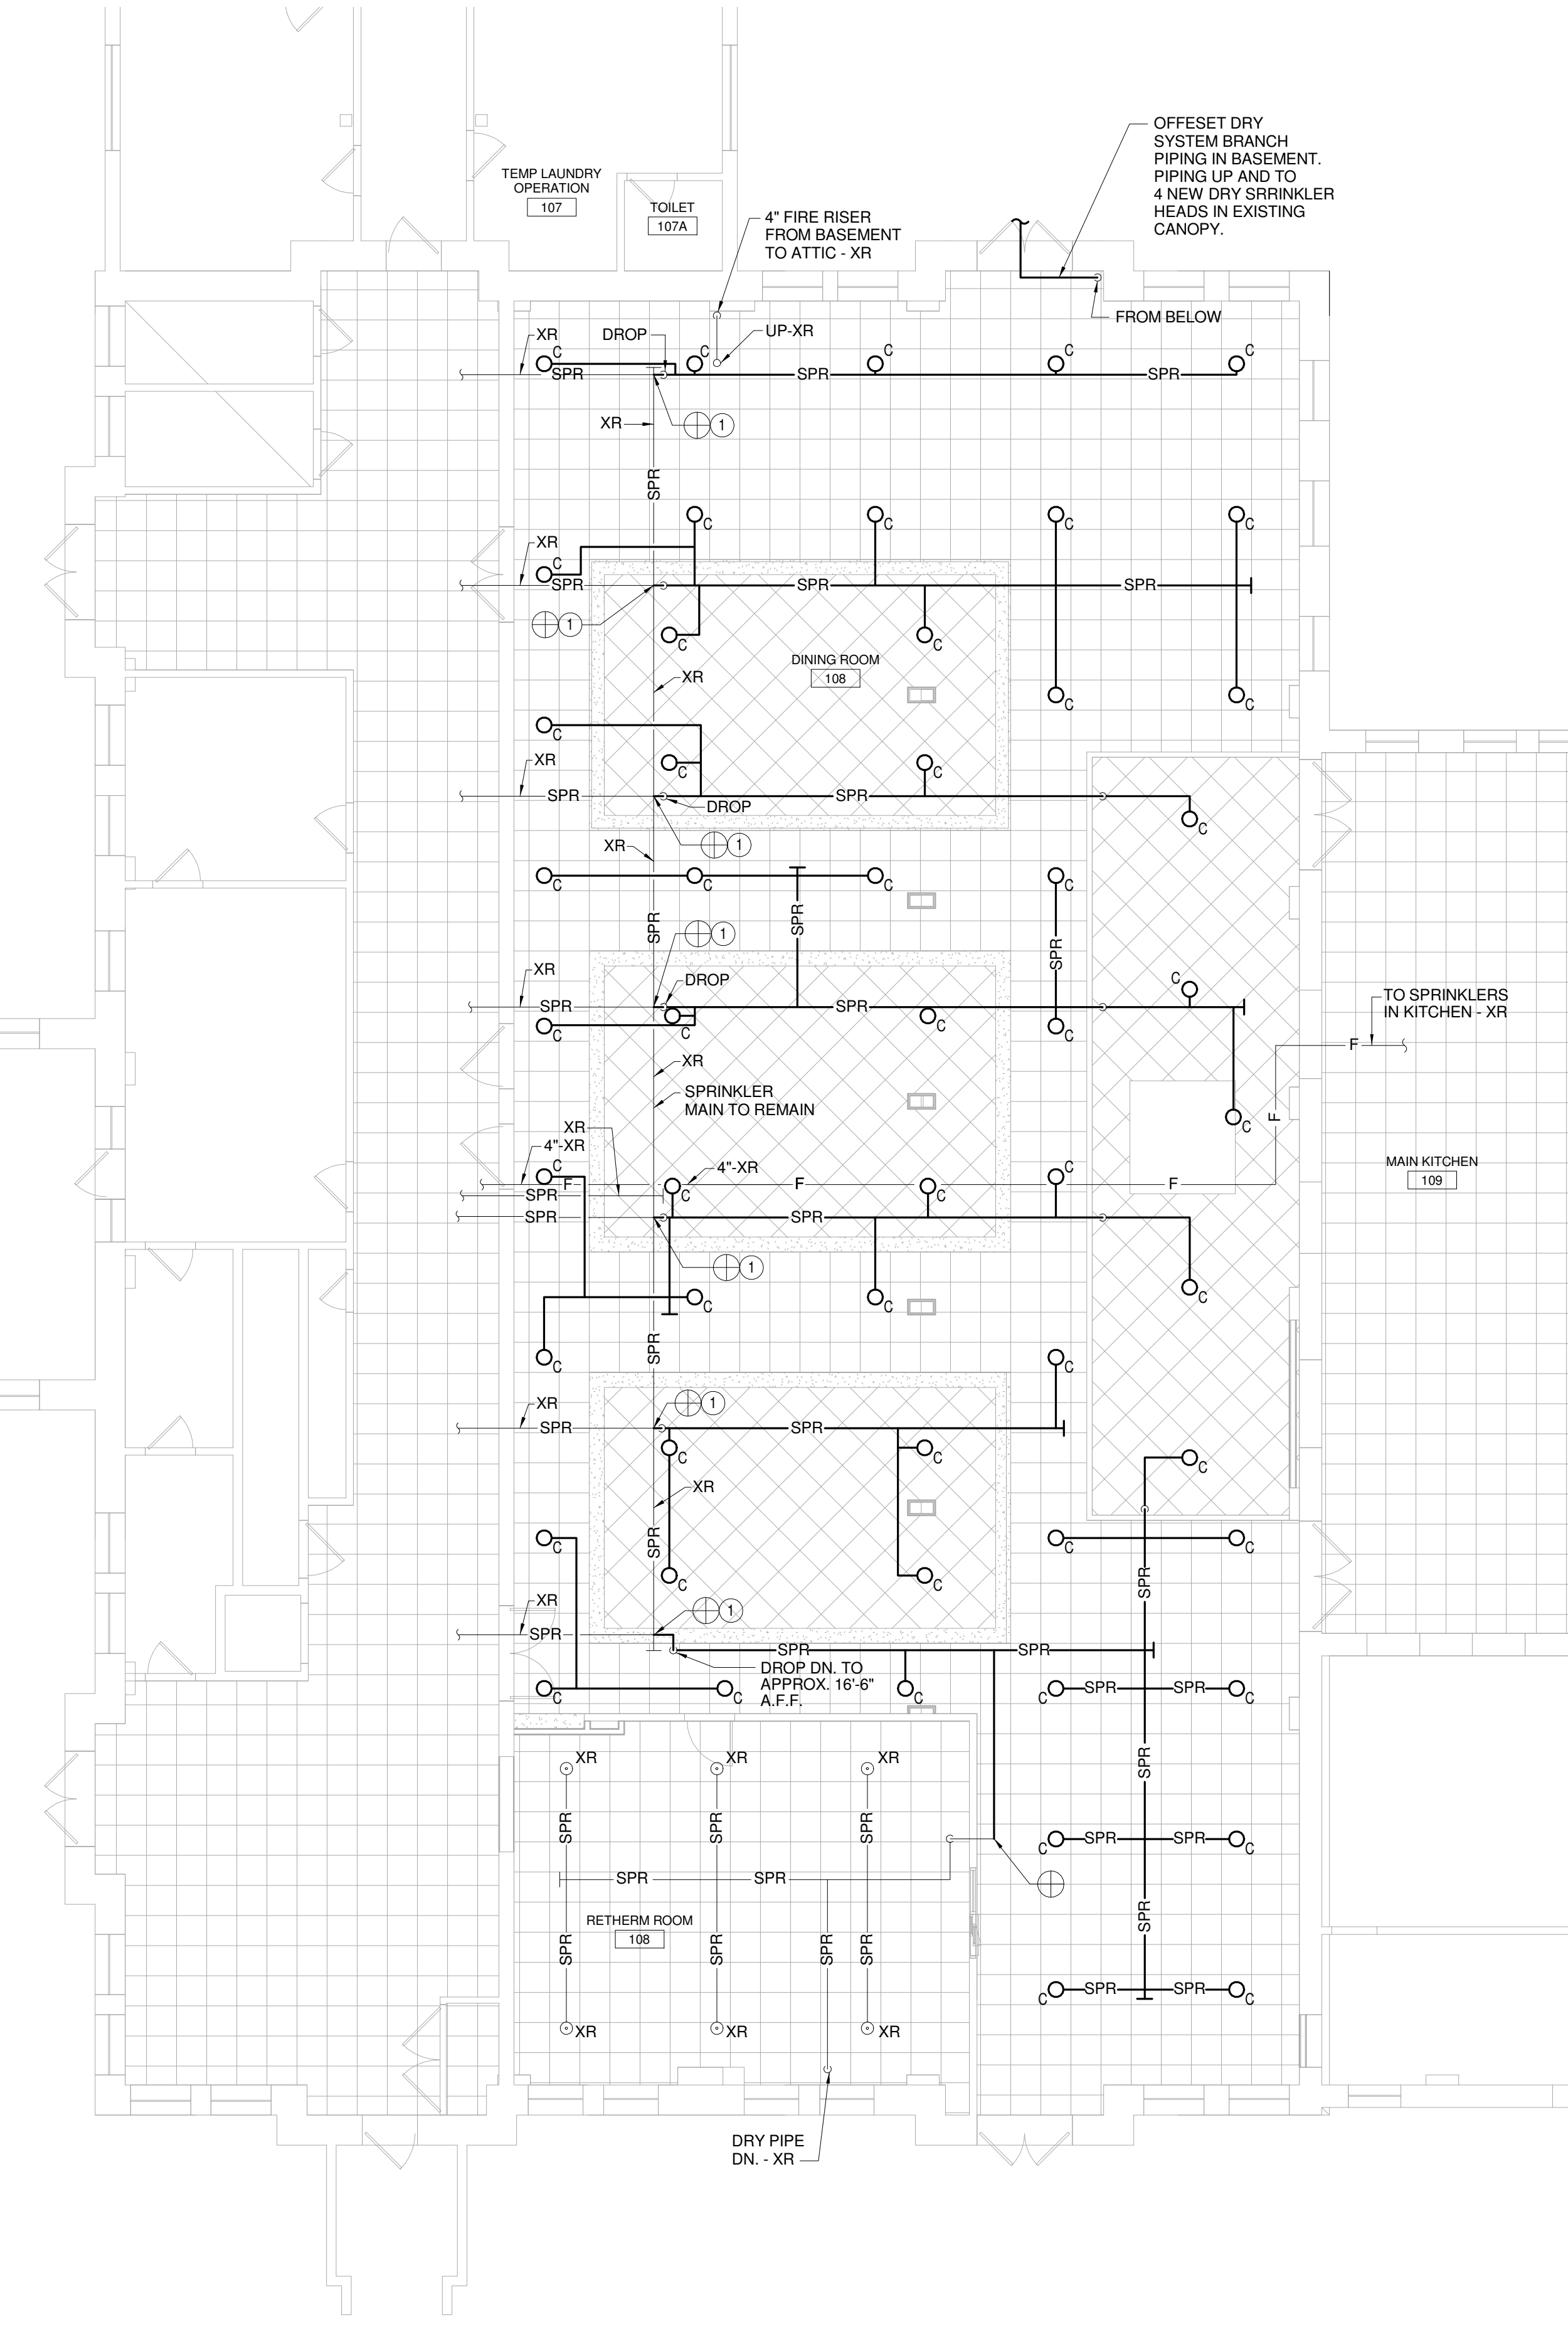 OFFESET DRY
SYSTEM BRANCH
PIPING IN BASEMENT.
PIPING UP AND TO
4 NEW DRY SRRINKLER
HEADS IN EXISTING
CANOPY.
TEMP LAUNDRY
OPERATION
107
TOILET
107A
4" FIRE RISER
FROM BASEMENT
TO ATTIC - XR
FROM BELOW
XR
DROP
UP-XR
C
C
C
C
C
SPR
SPR
SPR
XR
1
SPR
C
C
C
C
XR
C
SPR
SPR
SPR
1
C
C
DINING ROOM
108
XR
C
C
C
C
C
XR
SPR
SPR
DROP
C
XR
1
C
C
C
C
SPR
SPR
SPR
1
XR
DROP
C
SPR
SPR
C
C
C
C
TO SPRINKLERS
IN KITCHEN - XR
F
XR
SPRINKLER
MAIN TO REMAIN
C
F
XR
4"-XR
C
4"-XR
C
MAIN KITCHEN
109
F
F
F
C
C
SPR
SPR
SPR
1
C
C
C
SPR
C
C
XR
1
SPR
SPR
C
C
C
XR
SPR
C
C
C
SPR
C
C
XR
1
SPR
SPR
SPR
DROP DN. TO
APPROX. 16'-6"
A.F.F.
C
C
C
C
SPR
SPR
C
XR
XR
XR
SPR
SPR
SPR
SPR
SPR
C
SPR
SPR
C
SPR
SPR
RETHERM ROOM
108
SPR
SPR
SPR
SPR
SPR
C
SPR
SPR
C
XR
XR
XR
DRY PIPE
DN. - XR